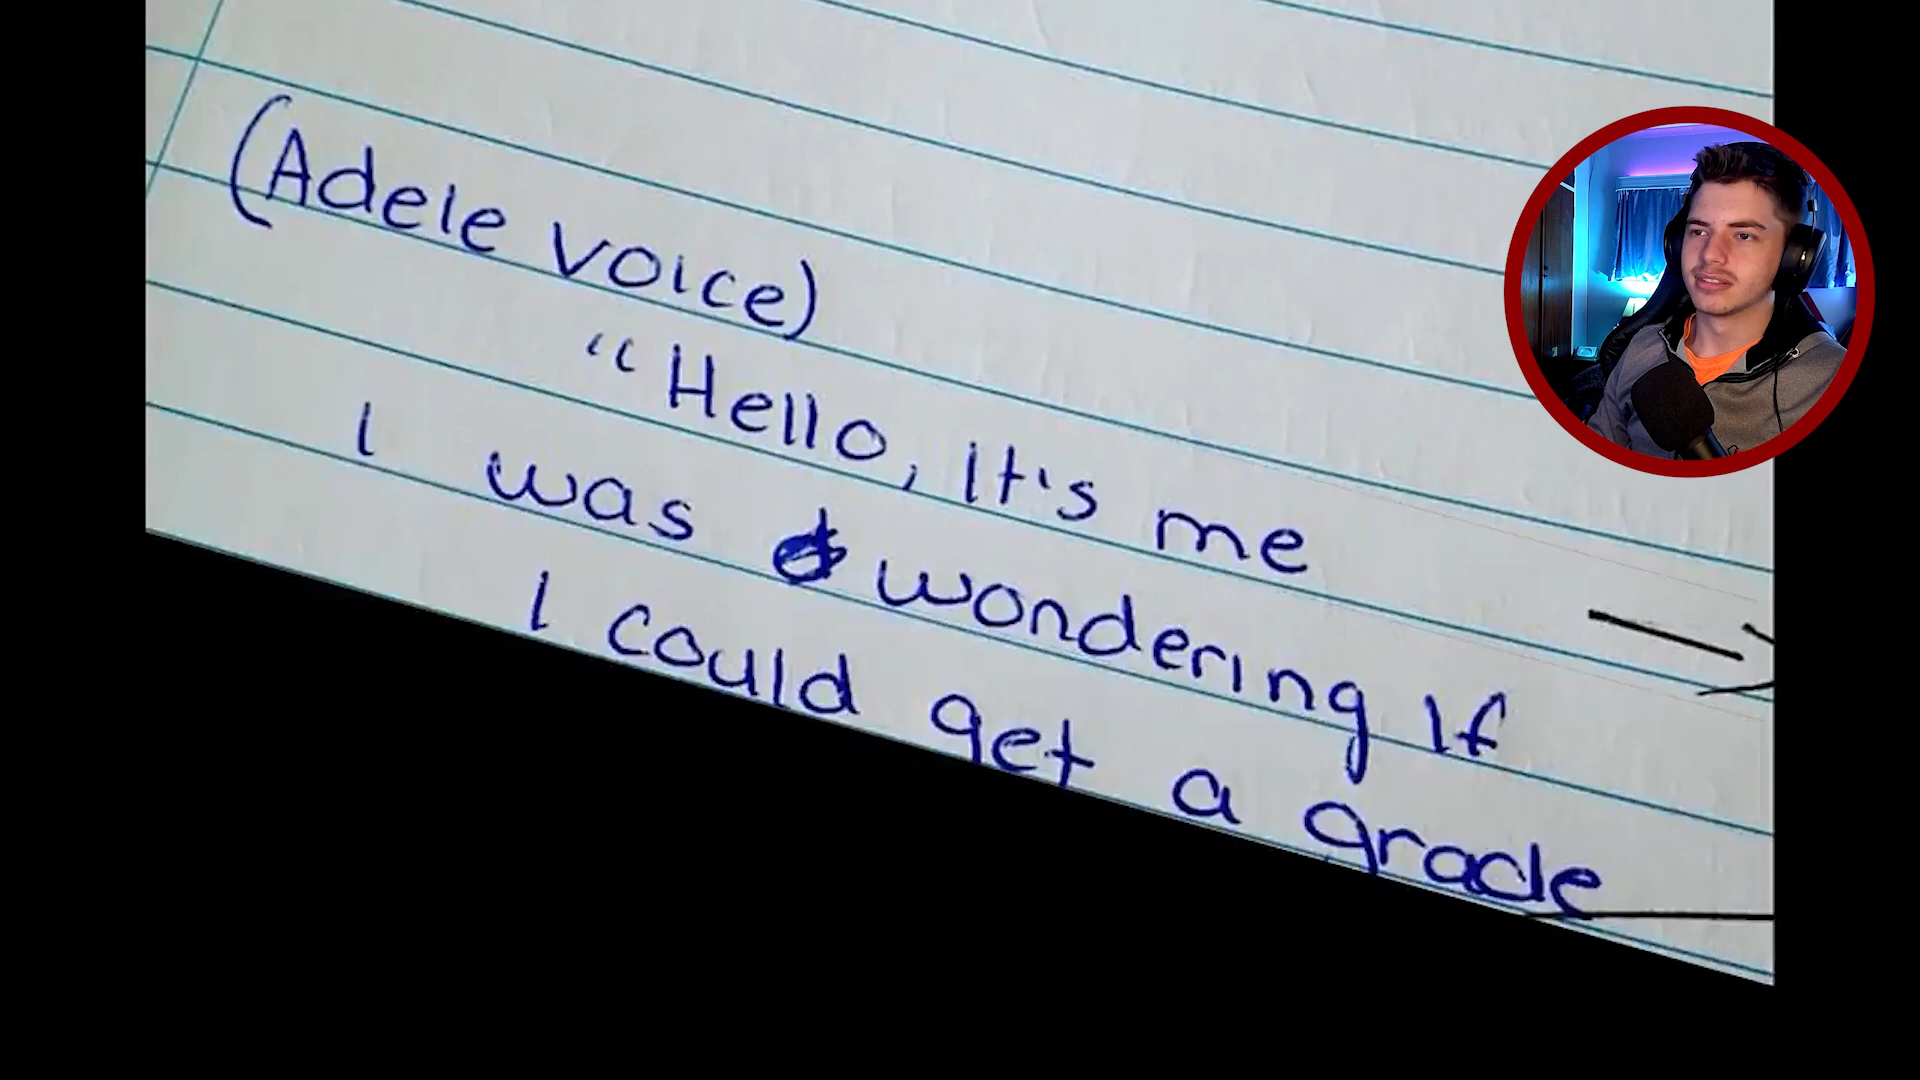 (Adele voice)
"Hello, It's me
I was wondering If
I could get a grade